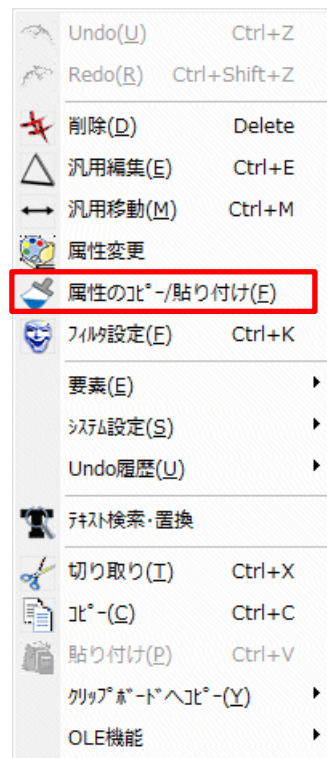 Undo(U) Ctrl+Z
Redo(R) Ctrl+Shift+Z
削除(D) Delete
汎用編集(E) Ctrl+E
汎用移動(M) Ctrl+M
属性変更
属性のｺﾋﾟｰ/貼り付け(F)
ﾌｨﾙﾀ設定(F) Ctrl+K
要素(E)
ｼｽﾃﾑ設定(S)
Undo履歴(U)
ﾃｷｽﾄ検索･置換
切り取り(T) Ctrl+X
ｺﾋﾟｰ(C) Ctrl+C
貼り付け(P) Ctrl+V
ｸﾘｯﾌﾟﾎﾞｰﾄﾞへｺﾋﾟｰ(Y)
OLE機能